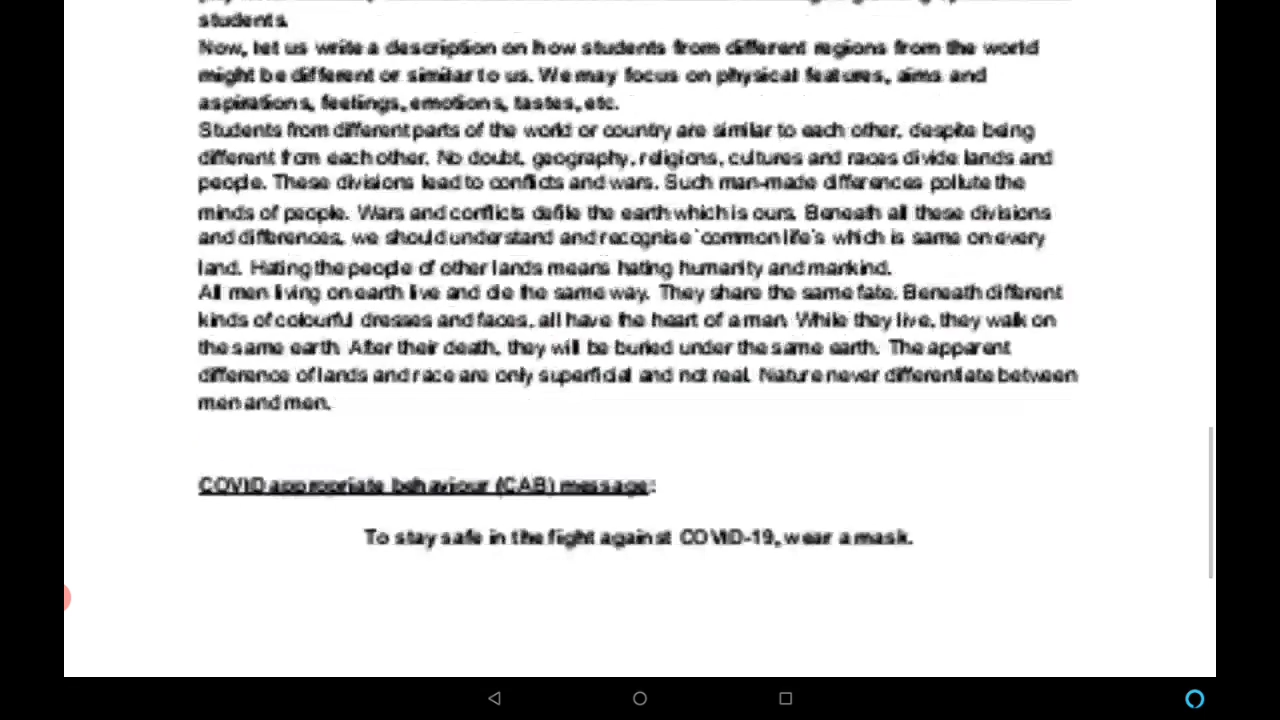 students.
Now, let us write a description on how students from different regions from the world
might be different or similar to us. We may focus on physical features, aims and
aspirations, feelings, emotions, tastes, etc.
Students from different parts of the world or country are similar to each other, despite being
different from each other. No doubt, geography, religions, cultures and races divide lands and
people. These divisions lead to conflicts and wars. Such man-made differences pollute the
minds of people. Wars and conflicts defile the earth which is ours. Beneath all these divisions
and differences, we should understand and recognise 'common life's which is same on every
land. Hating the people of other lands means hating humanity and mankind.
All men living on earth live and die the same way. They share the same fate. Beneath different
kinds of colourful dresses and faces, all have the heart of a man. While they live, they walk on
the same earth. After their death, they will be buried under the same earth. The apparent
difference of lands and race are only superficial and not real. Nature never differentiate between
men and men.
COVID appropriate behaviour (CAB) message:
To stay safe in the fight against COVID-19, wear a mask.